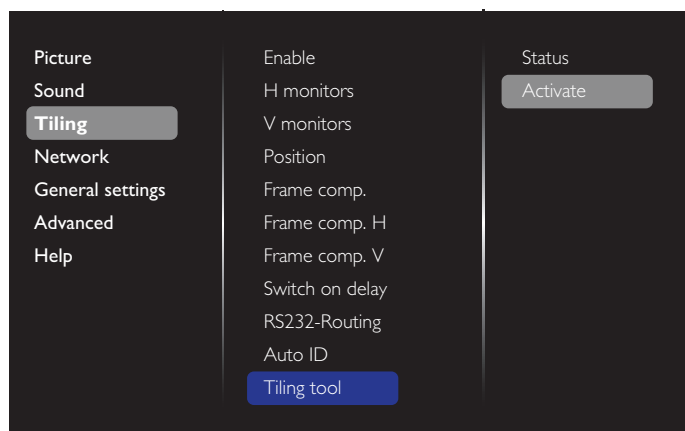 Picture
Sound
Tiling
Network
General settings
Advanced
Help
Enable
H monitors
V monitors
Position
Frame comp.
Frame comp. H
Frame comp. V
Switch on delay
RS232-Routing
Auto ID
Tiling tool
Status
Activate